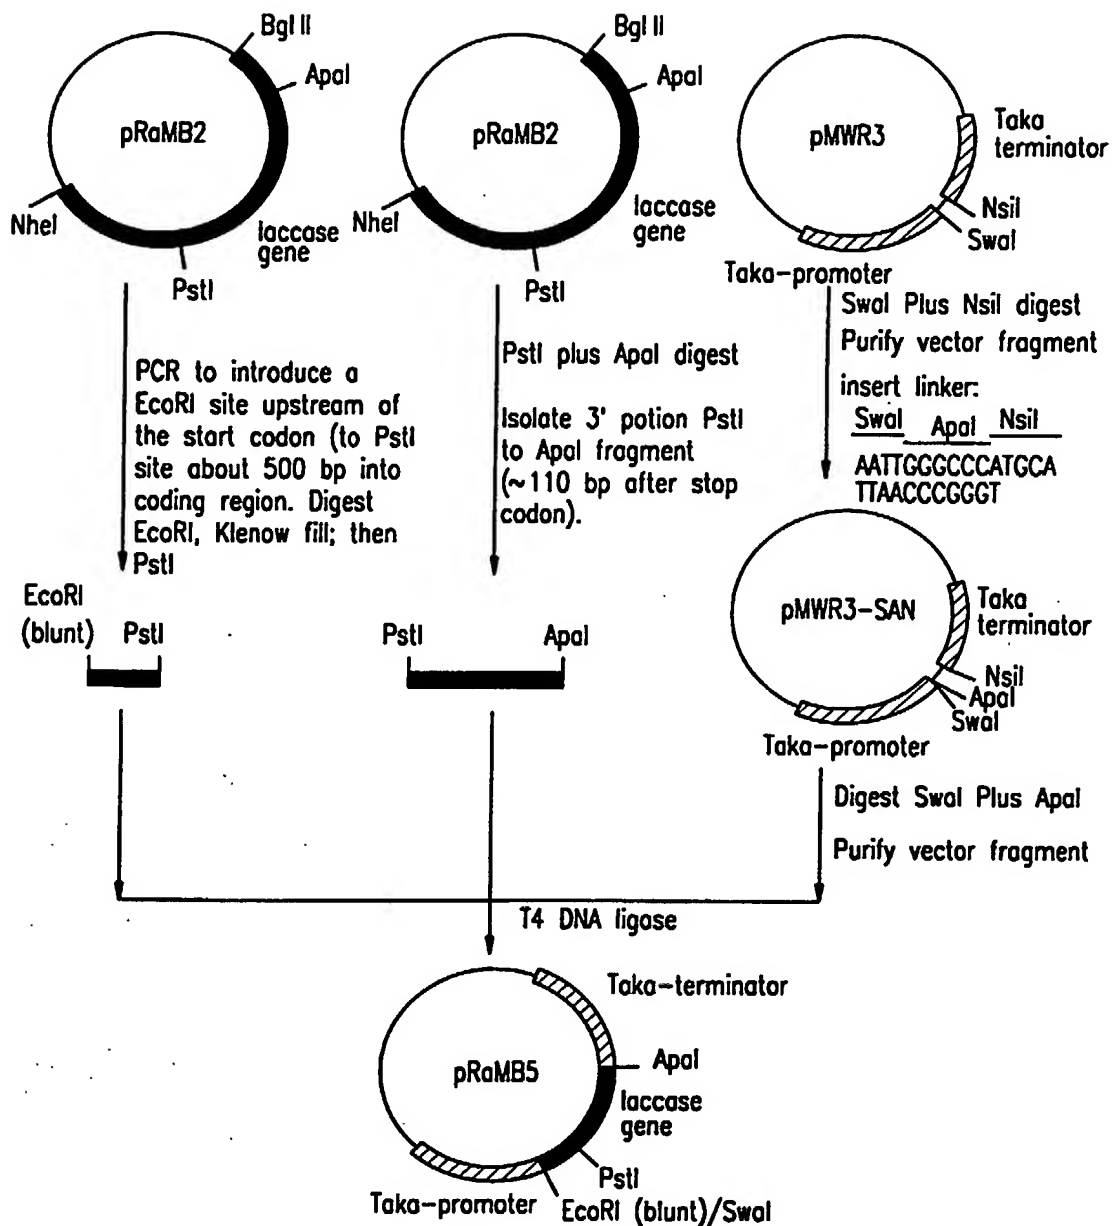 Bgl II
ApaI
pRaMB2
NheI
laccase
gene
PstI
Bgl II
ApaI
pRaMB2
NheI
laccase
gene
PstI
pMWR3
Taka
terminator
NsiI
SwaI
Taka-promoter
PCR to introduce a
EcoRI site upstream of
the start codon (to PstI
site about 500 bp into
coding region. Digest
EcoRI, Klenow fill; then
PstI
PstI plus ApaI digest
Isolate 3' potion PstI
to ApaI fragment
(~110 bp after stop
codon).
SwaI Plus NsiI digest
Purify vector fragment
insert linker:
SwaI ApaI NsiI
AATTGGGCCCATGCA
TTAACCCGGGT
EcoRI
(blunt) PstI
PstI ApaI
pMWR3-SAN
Taka
terminator
NsiI
ApaI
SwaI
Taka-promoter
Digest SwaI Plus ApaI
Purify vector fragment
T4 DNA ligase
Taka-terminator
ApaI
pRaMB5
laccase
gene
PstI
Taka-promoter
EcoRI (blunt)/SwaI